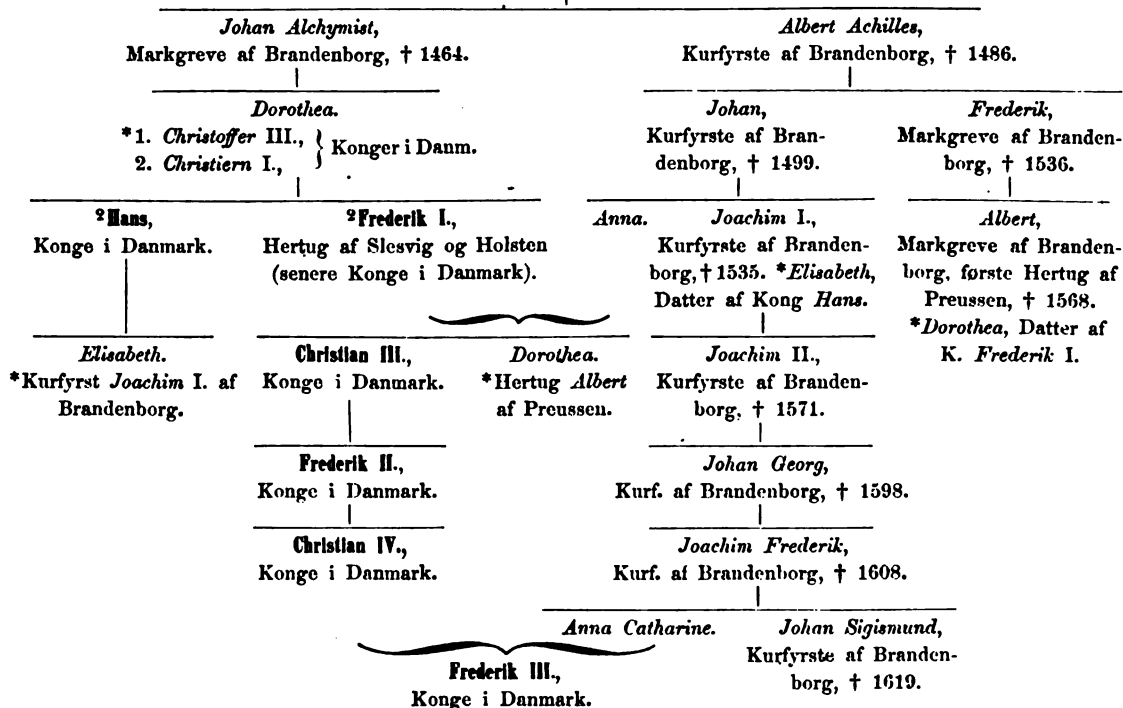 Johan Alchymist,
Markgreve af Brandenborg, † 1464.
Albert Achilles,
Kurfyrste af Brandenborg, † 1486.
Dorothea.
*1. Christoffer III.,
2. Christiern I.,
Konger i Danm.
Johan,
Kurfyrste af Bran-
denborg, † 1499.
Frederik,
Markgreve af Branden-
borg, † 1536.
2 Hans,
Konge i Danmark.
2 Frederik I.,
Hertug af Slesvig og Holsten
(senere Konge i Danmark).
Anna.
Joachim I.,
Kurfyrste af Branden-
borg, † 1535. *Elisabeth,
Datter af Kong Hans.
Albert,
Markgreve af Branden-
borg, første Hertug af
Preussen, † 1568.
*Dorothea, Datter af
K. Frederik I.
Elisabeth.
*Kurfyrst Joachim I. af
Brandenborg.
Christian III.,
Konge i Danmark.
Dorothea.
*Hertug Albert
af Preussen.
Joachim II.,
Kurfyrste af Branden-
borg, † 1571.
Frederik II.,
Konge i Danmark.
Johan Georg,
Kurf. af Brandenborg, † 1598.
Christian IV.,
Konge i Danmark.
Joachim Frederik,
Kurf. af Brandenborg, † 1608.
Anna Catharine.
Johan Sigismund,
Kurfyrste af Branden-
borg, † 1619.
Frederik III.,
Konge i Danmark.